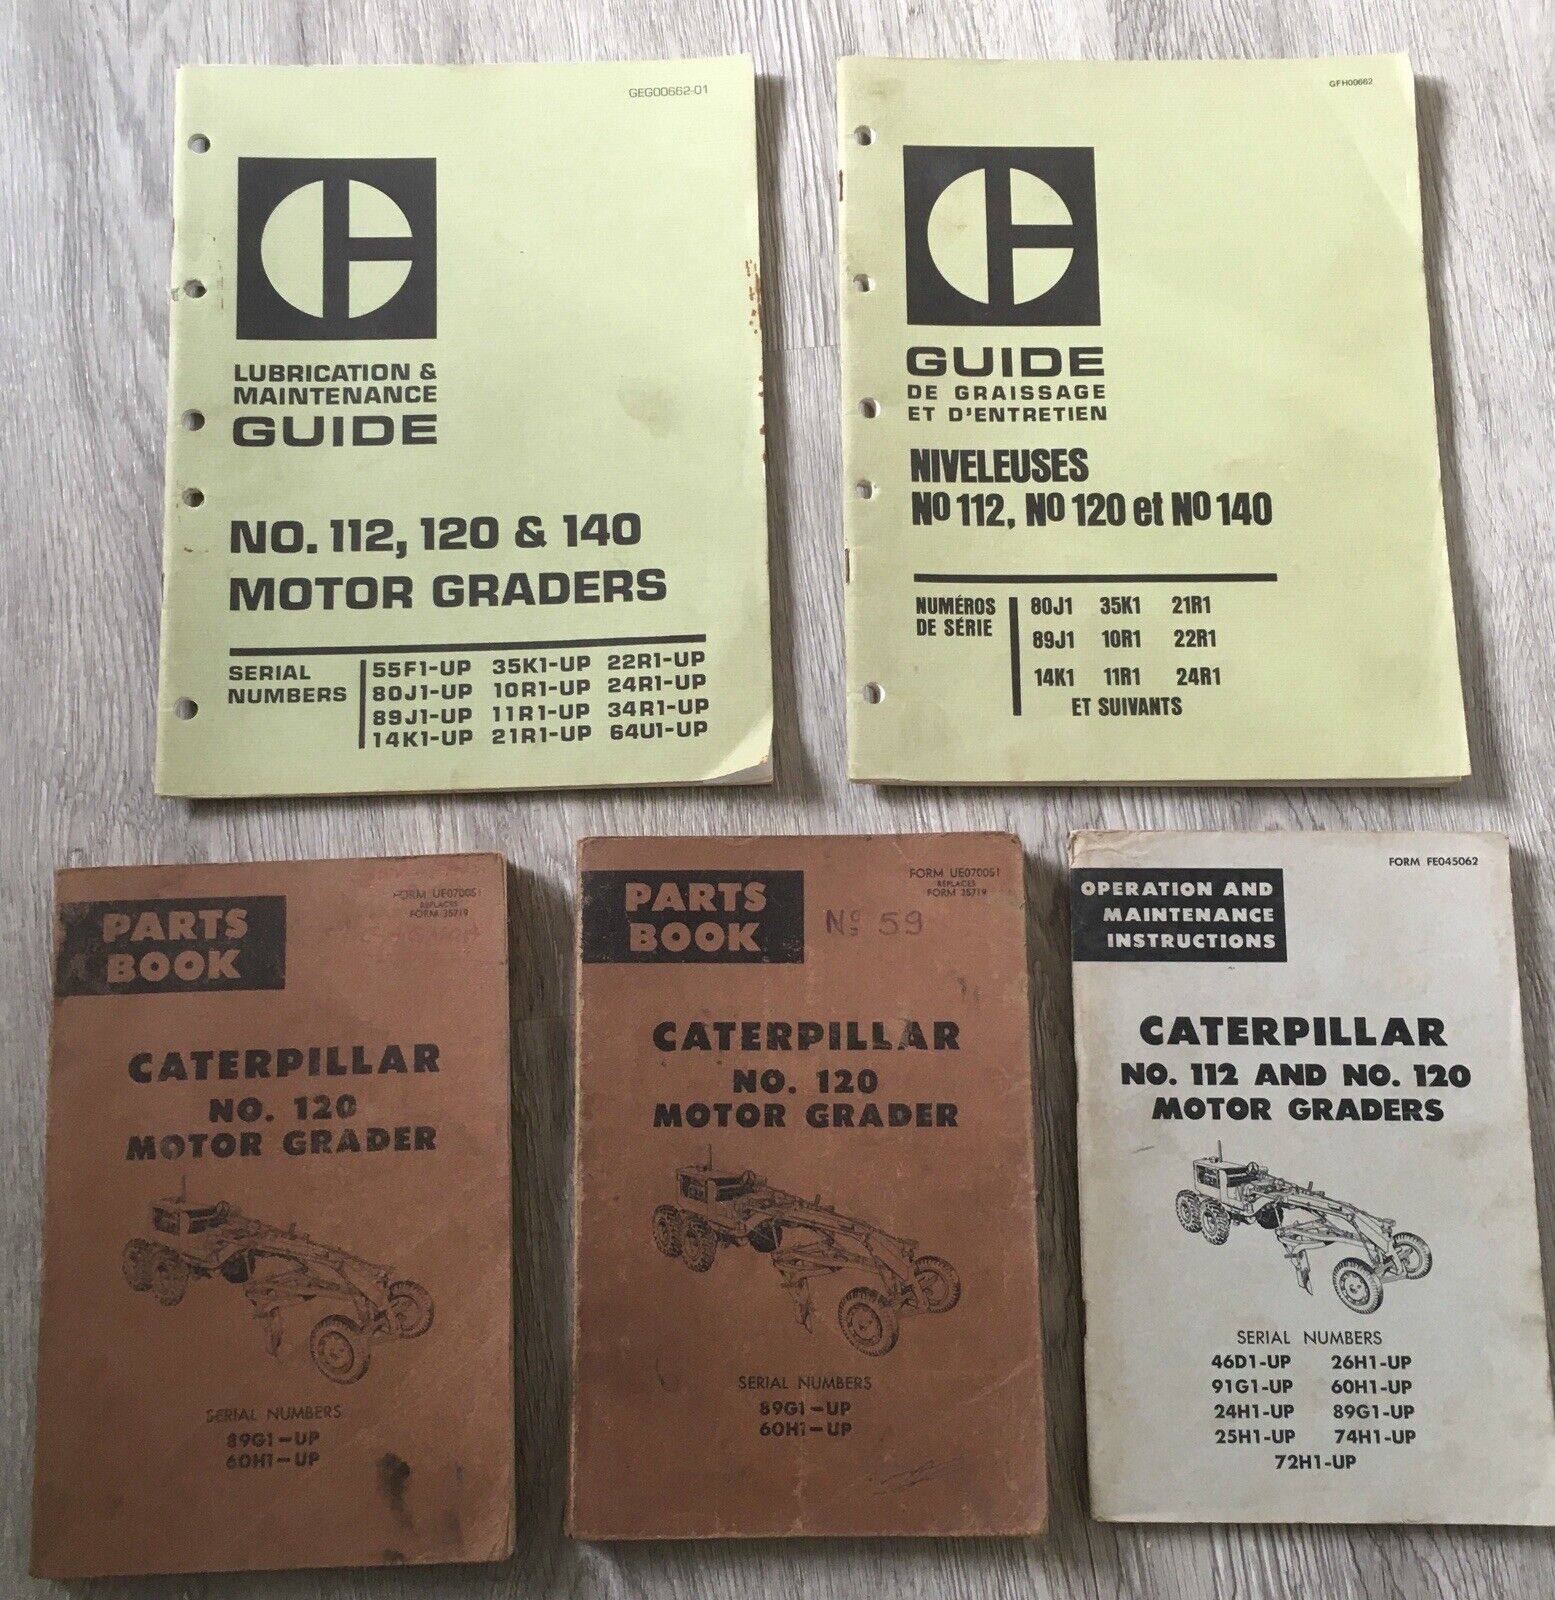 GEG00662-01
LUBRICATION &
MAINTENANCE
GUIDE
NO. 112, 120 & 140
MOTOR GRADERS
SERIAL
NUMBERS
55F1-UP 35K1-UP 22R1-UP
80J1-UP 10R1-UP 24R1-UP
89J1-UP 11R1-UP 34R1-UP
14K1-UP 21R1-UP 64U1-UP
GFH00662
GUIDE
DE GRAISSAGE
ET D'ENTRETIEN
NIVELEUSES
NO 112, NO 120 et NO 140
NUMÉROS
DE SÉRIE
80J1 35K1 21R1
89J1 10R1 22R1
14K1 11R1 24R1
ET SUIVANTS
PARTS
BOOK
FORM UE070051
REPLACES
FORM 35719
CATERPILLAR
NO. 120
MOTOR GRADER
SERIAL NUMBERS
89G1-UP
60H1-UP
PARTS
BOOK
FORM UE070051
REPLACES
FORM 35719
No 59
CATERPILLAR
NO. 120
MOTOR GRADER
SERIAL NUMBERS
89G1-UP
60H1-UP
FORM FE045062
OPERATION AND
MAINTENANCE
INSTRUCTIONS
CATERPILLAR
NO. 112 AND NO. 120
MOTOR GRADERS
SERIAL NUMBERS
46D1-UP 26H1-UP
91G1-UP 60H1-UP
24H1-UP 89G1-UP
25H1-UP 74H1-UP
72H1-UP